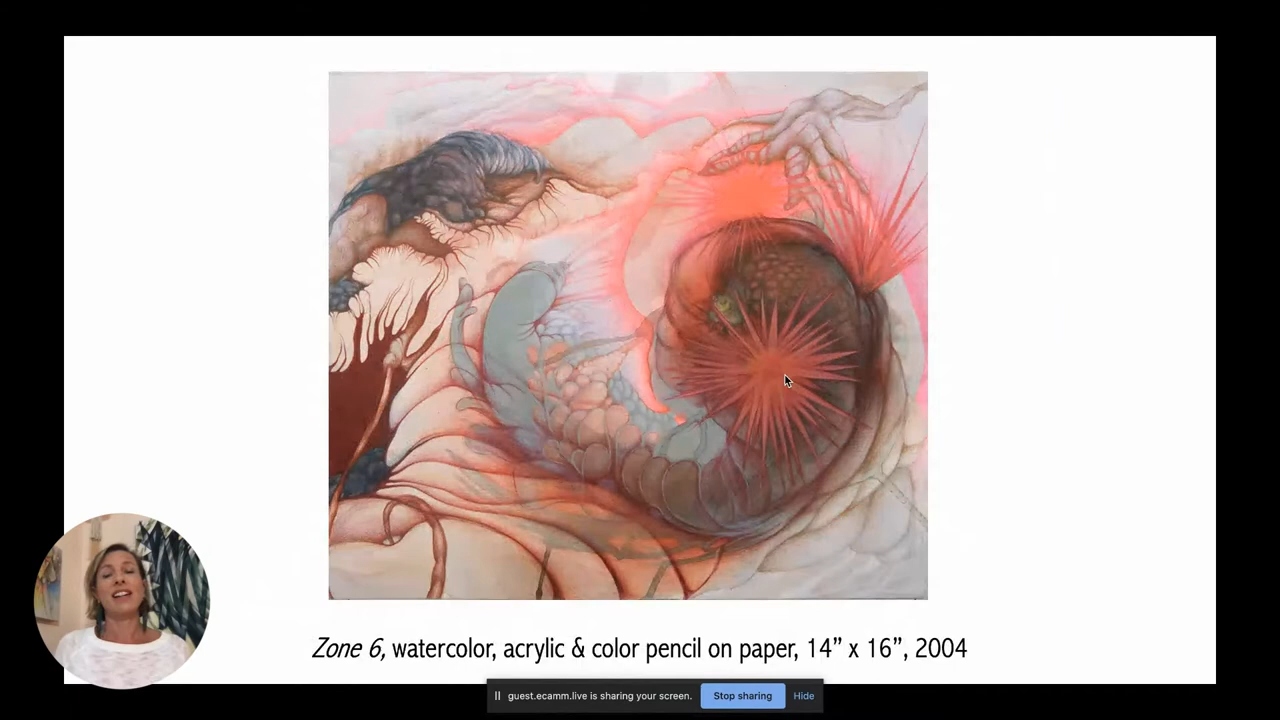 Zone 6, watercolor, acrylic & color pencil on paper, 14” x 16”, 2004
guest.ecamm.live is sharing your screen. Stop sharing Hide